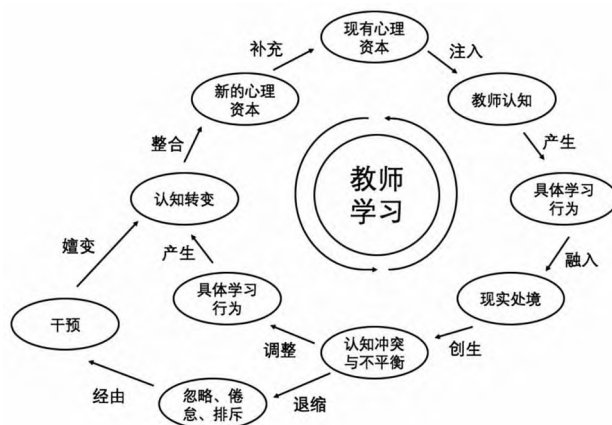 现有心理
资本
补充
注入
新的心理
资本
教师认知
整合
产生
教师
学习
认知转变
具体学习
行为
嬗变
产生
融入
具体学习
行为
现实处境
干预
调整
认知冲突
与不平衡
创生
经由
忽略、倦
怠、排斥
退缩